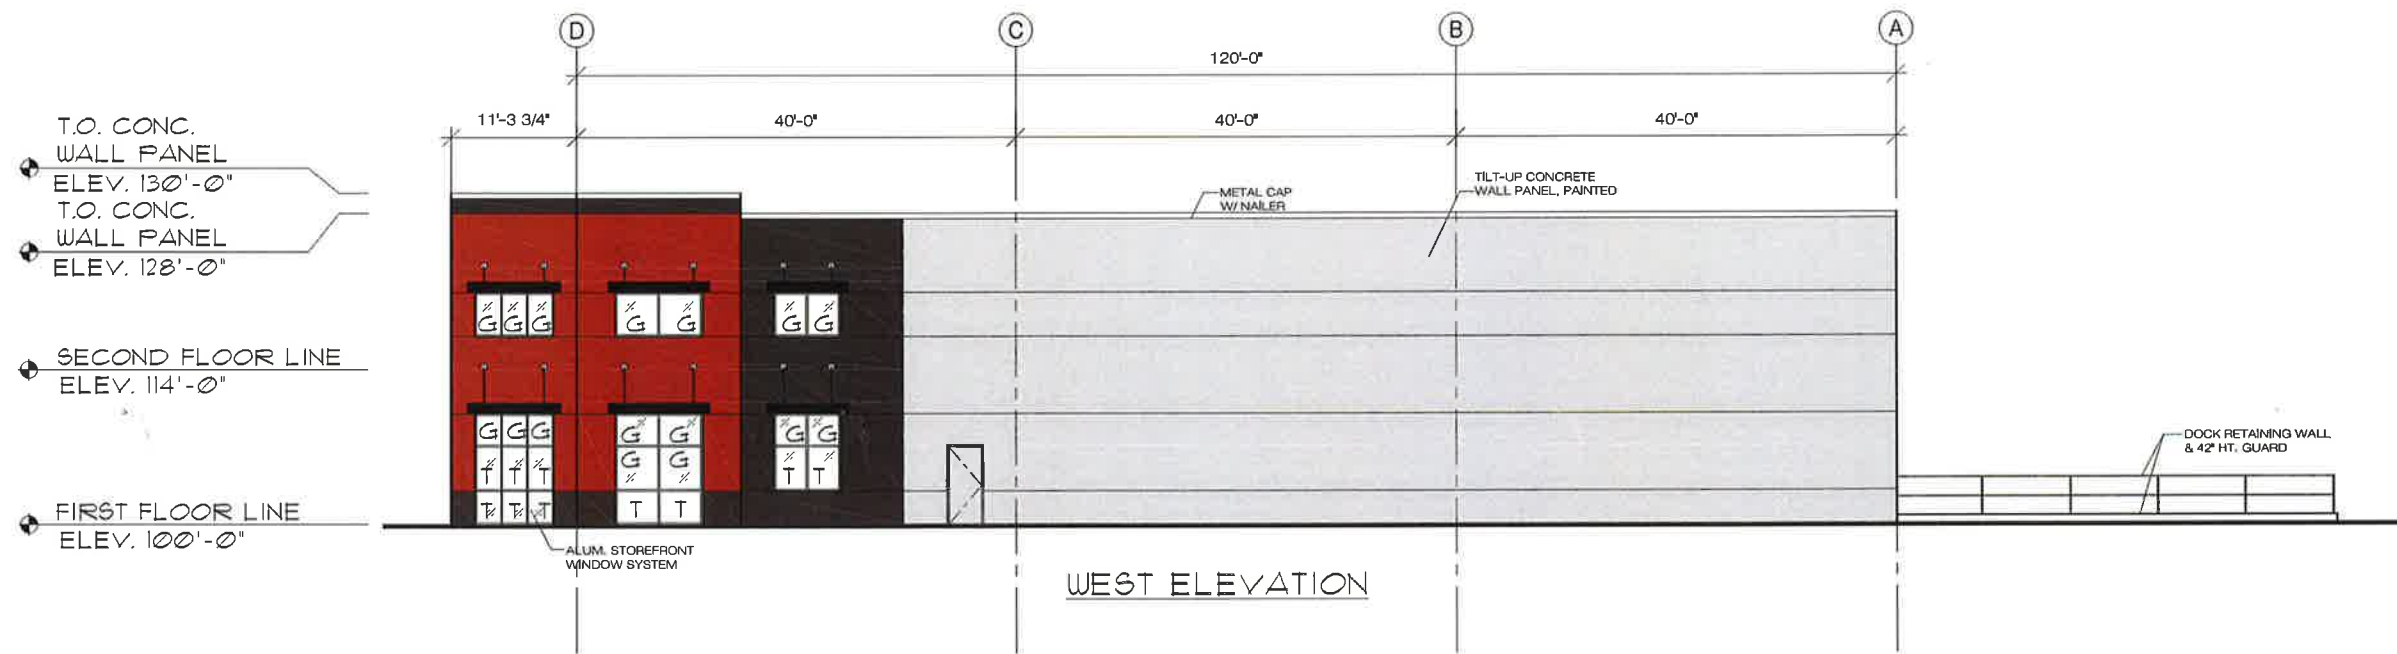 D
C
B
A
120'-0"
11'-3 3/4"
40'-0"
40'-0"
40'-0"
T.O. CONC.
WALL PANEL
ELEV. 130'-0"
T.O. CONC.
WALL PANEL
ELEV. 128'-0"
METAL CAP
W/ NAILER
TILT-UP CONCRETE
WALL PANEL, PAINTED
G G G
G G
G G
SECOND FLOOR LINE
ELEV. 114'-0"
G G G
G G
G G
G G
T T T
T T
T T T
T T
DOCK RETAINING WALL
& 42" HT. GUARD
FIRST FLOOR LINE
ELEV. 100'-0"
ALUM. STOREFRONT
WINDOW SYSTEM
WEST ELEVATION